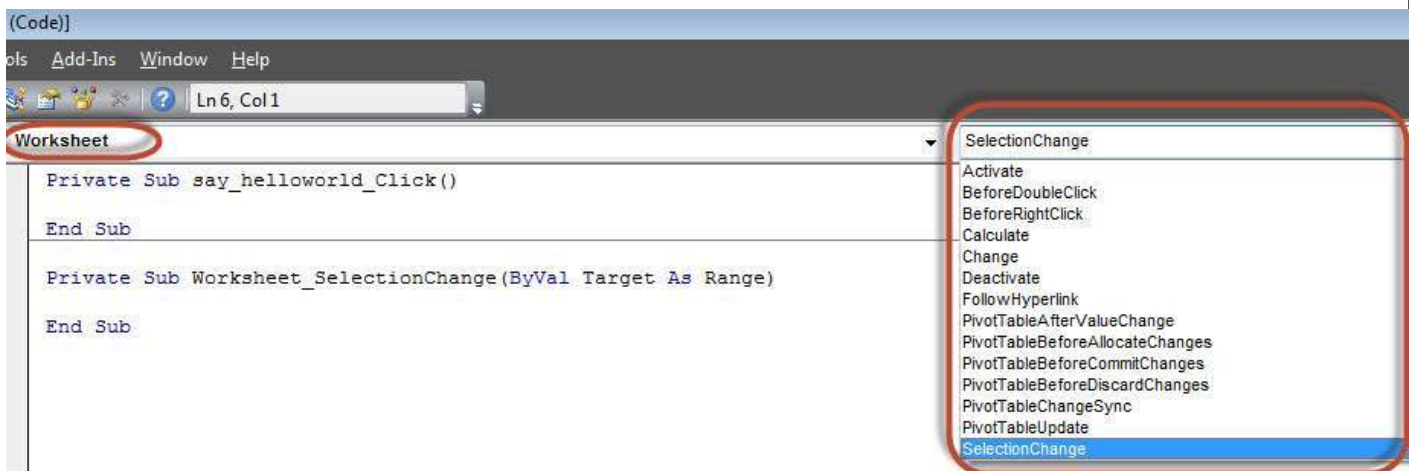 (Code)]
ols Add-Ins Window Help
Ln 6, Col 1
Worksheet
SelectionChange
Private Sub say_helloworld_Click()
End Sub
Private Sub Worksheet_SelectionChange(ByVal Target As Range)
End Sub
Activate
BeforeDoubleClick
BeforeRightClick
Calculate
Change
Deactivate
FollowHyperlink
PivotTableAfterValueChange
PivotTableBeforeAllocateChanges
PivotTableBeforeCommitChanges
PivotTableBeforeDiscardChanges
PivotTableChangeSync
PivotTableUpdate
SelectionChange